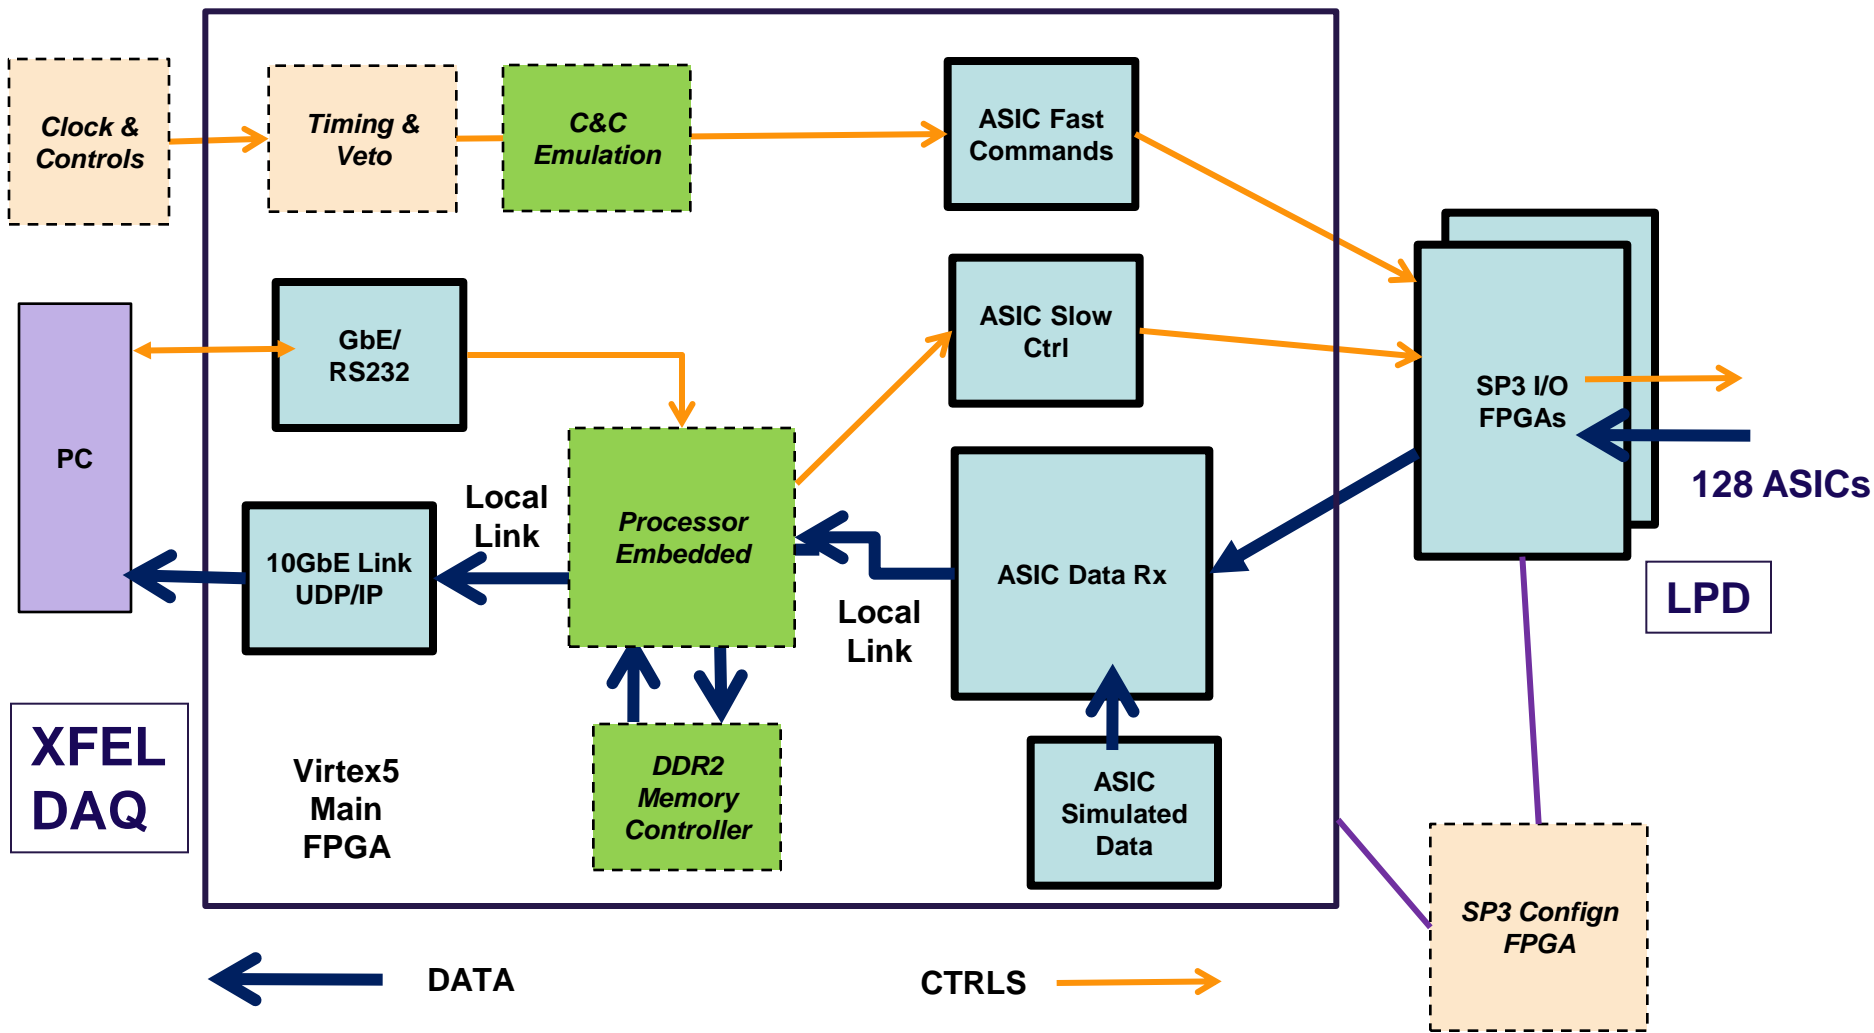 Clock &
Controls
Timing &
Veto
C&C
Emulation
ASIC Fast
Commands
GbE/
RS232
ASIC Slow
Ctrl
PC
SP3 I/O
FPGAs
128 ASICs
Local
Link
Processor
Embedded
10GbE Link
UDP/IP
ASIC Data Rx
Local
Link
LPD
XFEL
DAQ
Virtex5
Main
FPGA
DDR2
Memory
Controller
ASIC
Simulated
Data
SP3 Confign
FPGA
DATA
CTRLS